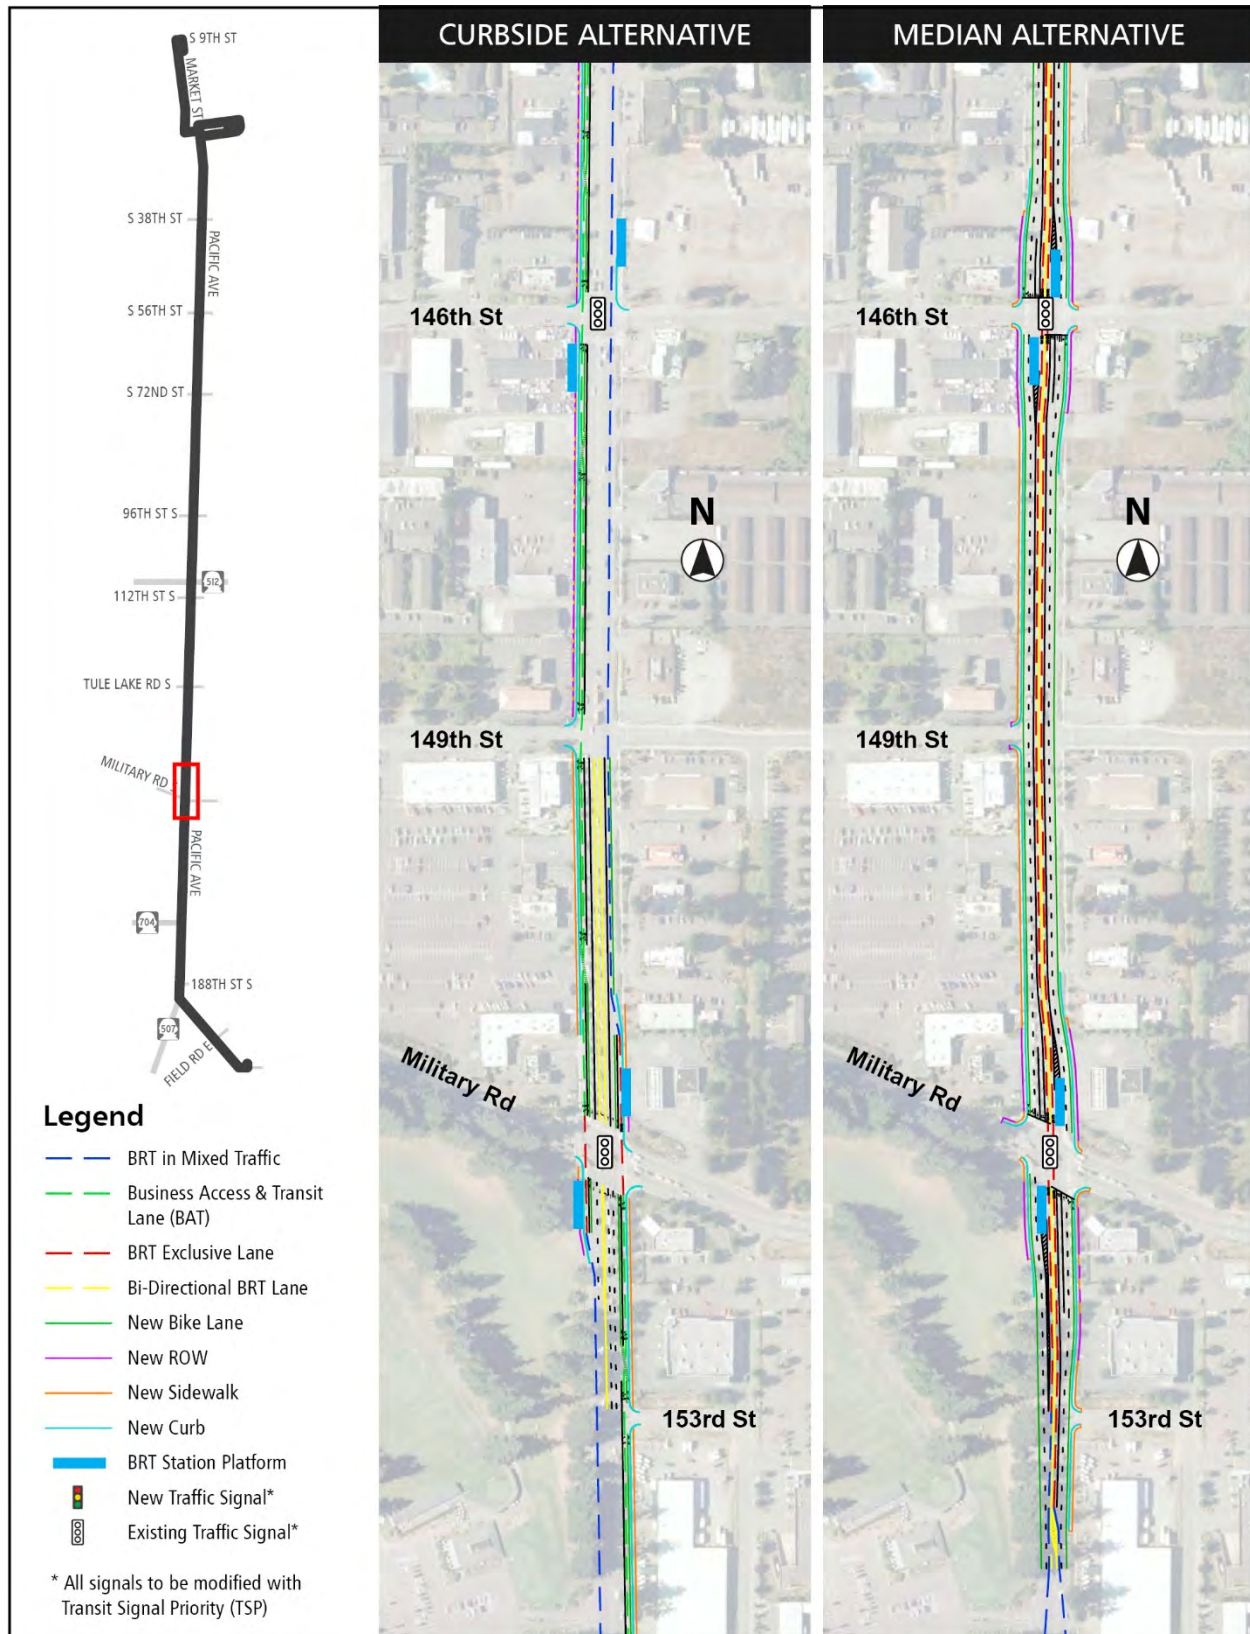 CURBSIDE ALTERNATIVE
MEDIAN ALTERNATIVE
S 9TH ST
MARKET ST
S 38TH ST
PACIFIC AVE
S 56TH ST
S 72ND ST
96TH ST S
512
112TH ST S
TULE LAKE RD S
MILITARY RD
PACIFIC AVE
704
188TH ST S
507
FIELD RD E
Legend
BRT in Mixed Traffic
Business Access & Transit
Lane (BAT)
BRT Exclusive Lane
Bi-Directional BRT Lane
New Bike Lane
New ROW
New Sidewalk
New Curb
BRT Station Platform
New Traffic Signal*
Existing Traffic Signal*
* All signals to be modified with
Transit Signal Priority (TSP)
146th St
N
149th St
Military Rd
153rd St
146th St
N
149th St
Military Rd
153rd St